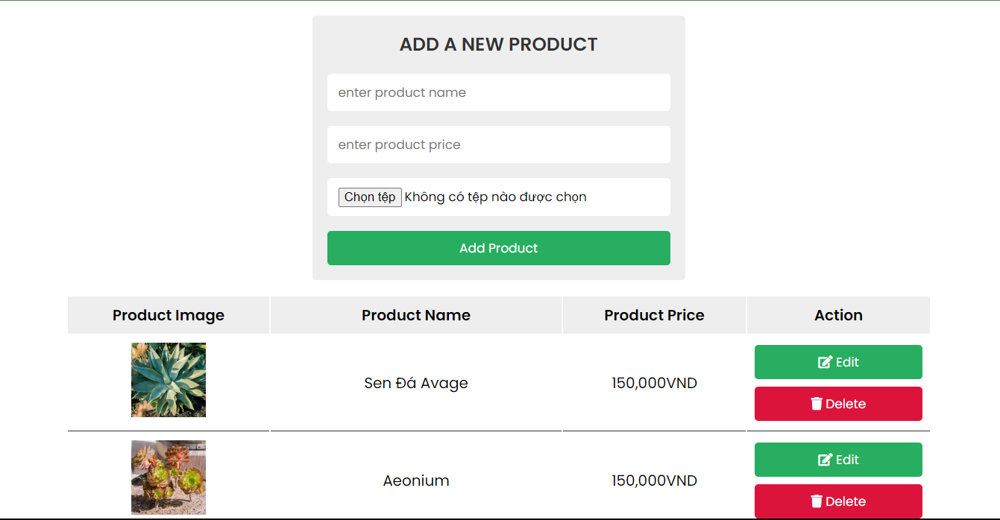 ADD A NEW PRODUCT
enter product name
enter product price
Chọn tệp Không có tệp nào được chọn
Add Product
Product Image Product Name Product Price Action
Sen Đá Avage 150,000VND
Edit
Delete
Aeonium 150,000VND
Edit
Delete